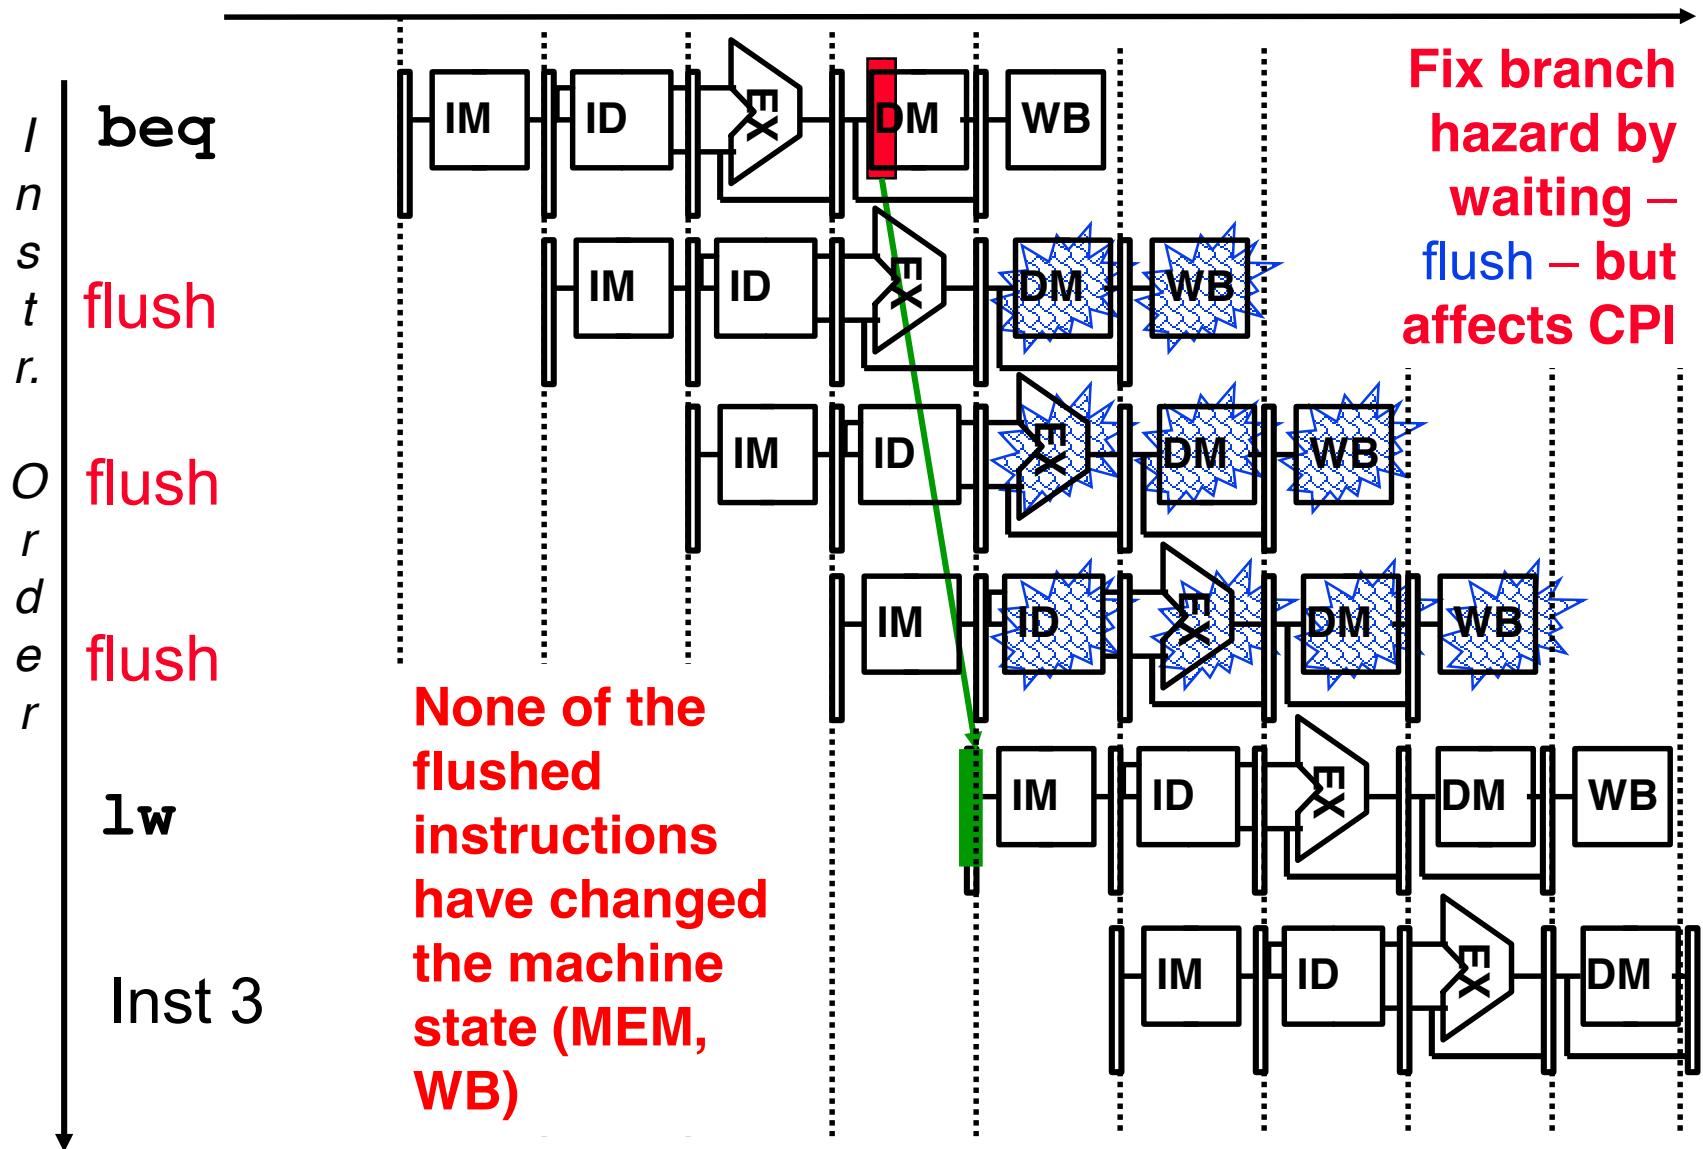 Instr. Order
beq
IM
ID
EX
DM
WB
Fix branch
hazard by
waiting –
flush – but
affects CPI
flush
IM
ID
EX
DM
WB
flush
IM
ID
EX
DM
WB
flush
IM
ID
EX
DM
WB
None of the
flushed
instructions
have changed
the machine
state (MEM,
WB)
lw
IM
ID
EX
DM
WB
Inst 3
IM
ID
EX
DM